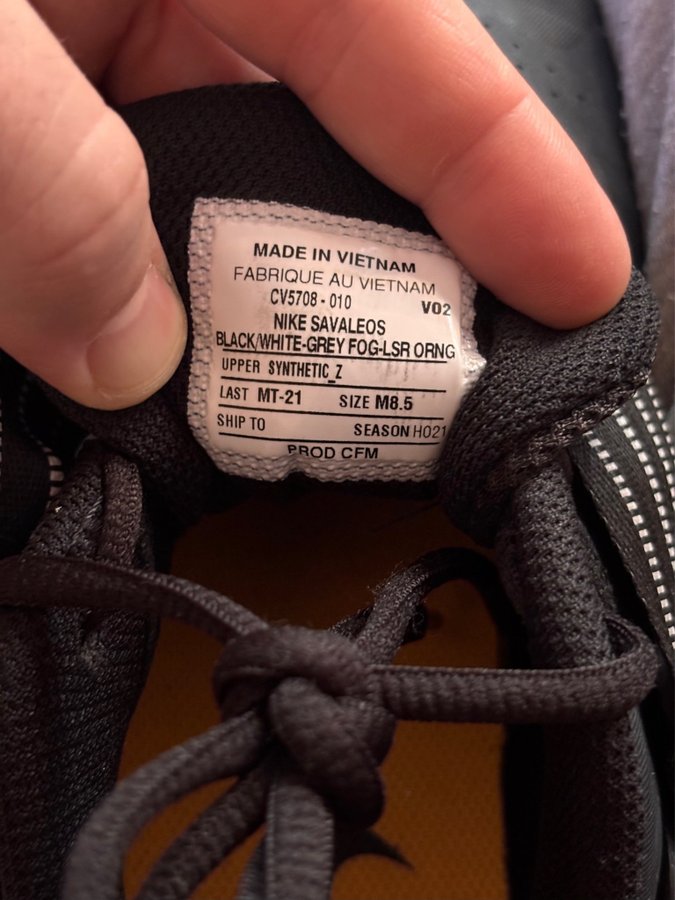 MADE IN VIETNAM
FABRIQUE AU VIETNAM
CV5708 - 010 V02
NIKE SAVALEOS
BLACK/WHITE-GREY FOG-LSR ORNG
UPPER SYNTHETIC_Z
LAST MT-21 SIZE M8.5
SHIP TO SEASON HO21
PROD CFM